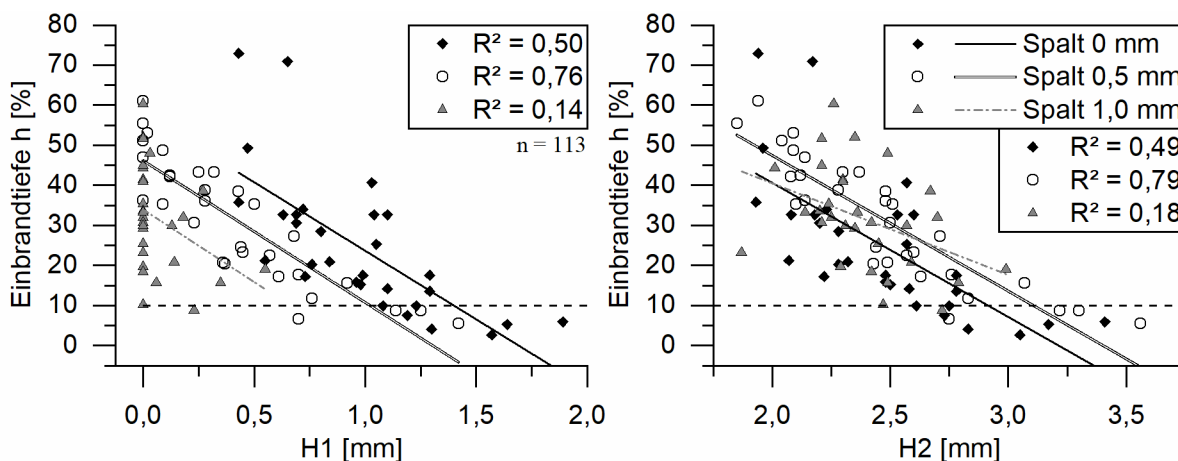 Einbrandtiefe h [%]
80
70
60
50
40
30
20
10
0
R² = 0,50
R² = 0,76
R² = 0,14
n = 113
0,0
0,5
1,0
1,5
2,0
H1 [mm]
Einbrandtiefe h [%]
80
70
60
50
40
30
20
10
0
Spalt 0 mm
Spalt 0,5 mm
Spalt 1,0 mm
R² = 0,49
R² = 0,79
R² = 0,18
2,0
2,5
3,0
3,5
H2 [mm]